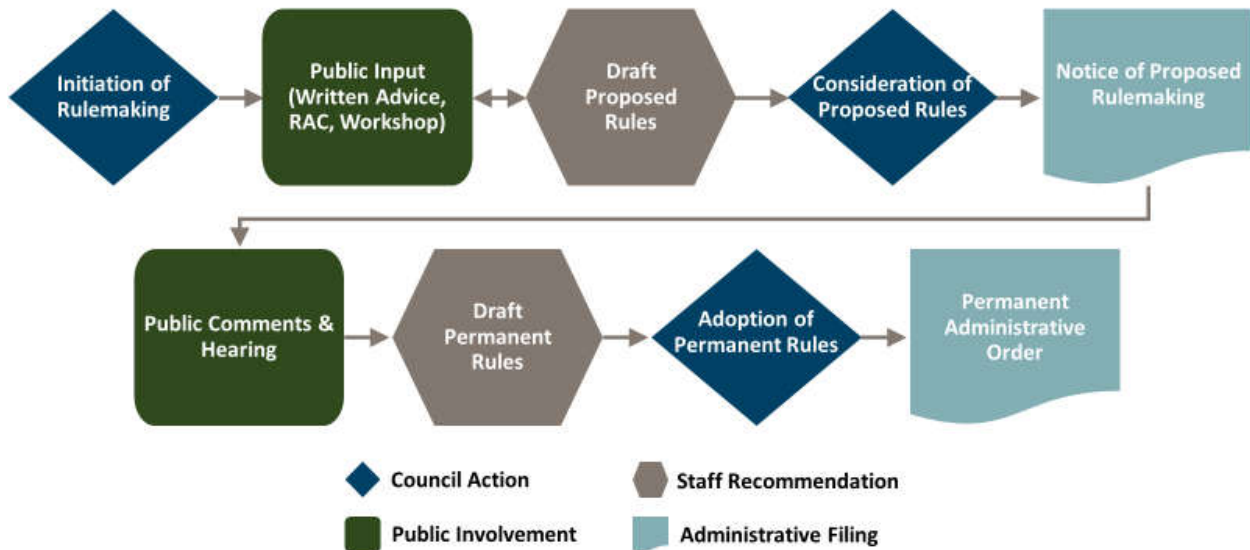 Initiation of
Rulemaking
Public Input
(Written Advice,
RAC, Workshop)
Draft
Proposed
Rules
Consideration of
Proposed Rules
Notice of Proposed
Rulemaking
Public Comments &
Hearing
Draft
Permanent
Rules
Adoption of
Permanent Rules
Permanent
Administrative
Order
Council Action
Staff Recommendation
Public Involvement
Administrative Filing